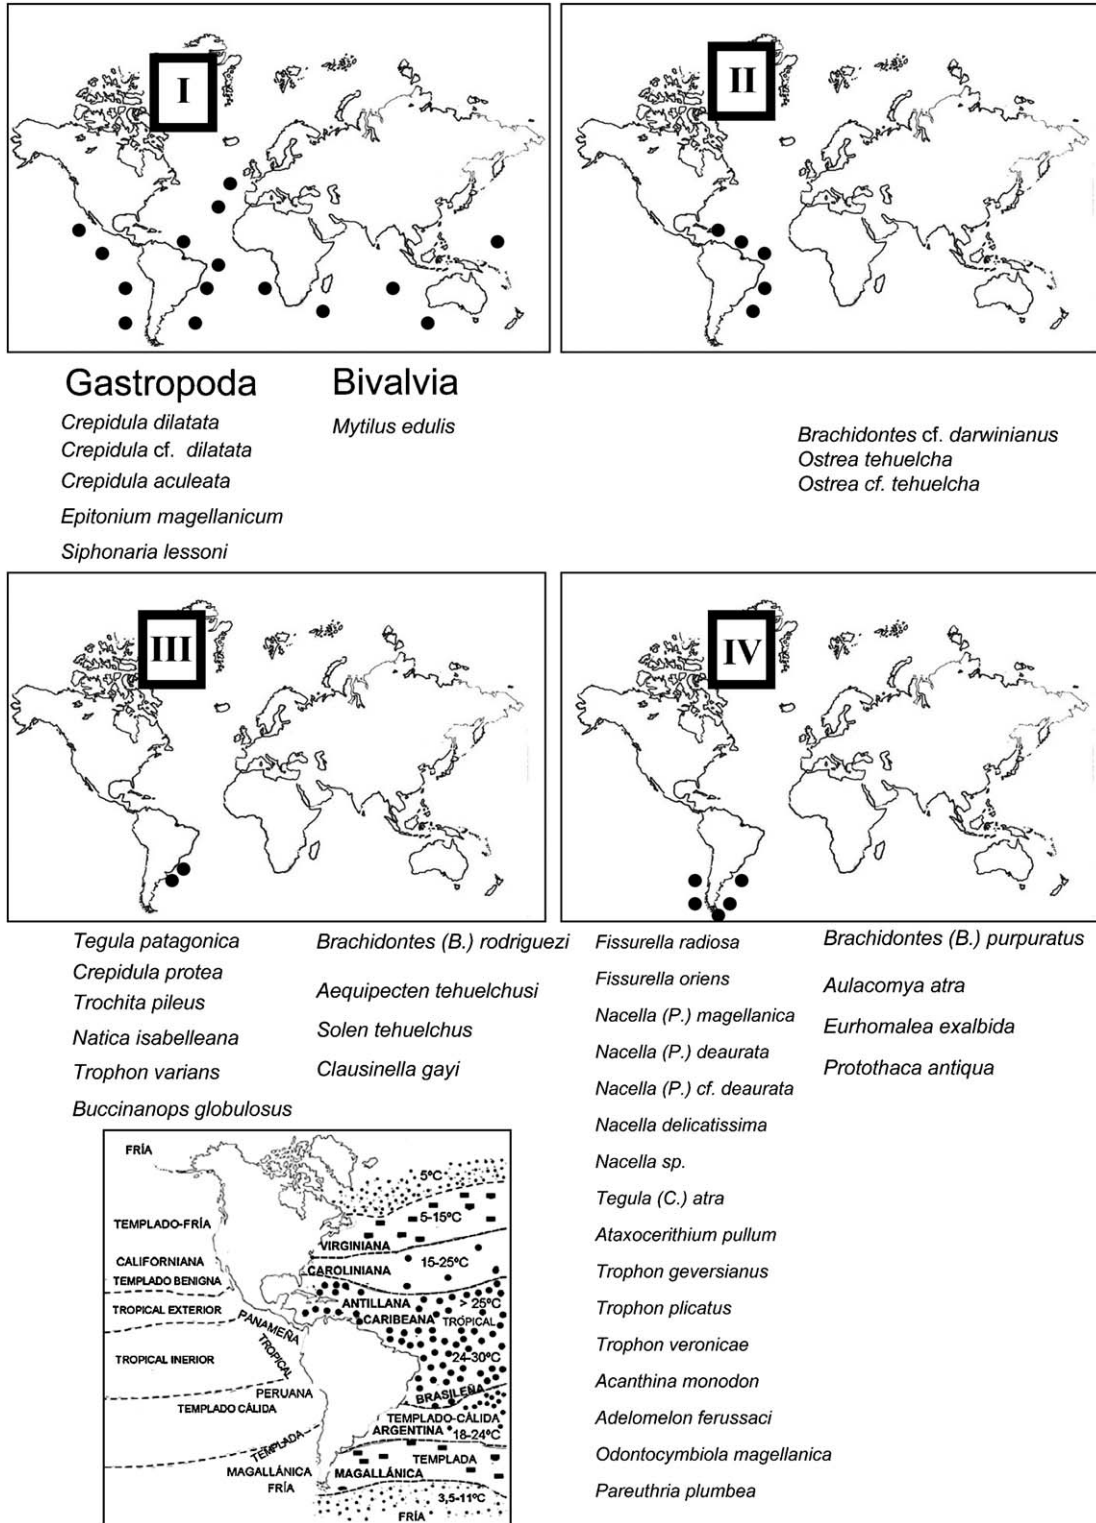 I
II
Gastropoda
Bivalvia
Crepidula dilatata
Crepidula cf. dilatata
Crepidula aculeata
Epitonium magellanicum
Siphonaria lessoni
Mytilus edulis
Brachidontes cf. darwinianus
Ostrea tehuelcha
Ostrea cf. tehuelcha
III
IV
Tegula patagonica
Crepidula protea
Trochita pileus
Natica isabelleana
Trophon varians
Buccinanops globulosus
Brachidontes (B.) rodriguezi
Aequipecten tehuelchusi
Solen tehuelchus
Clausinella gayi
Fissurella radiosa
Fissurella oriens
Nacella (P.) magellanica
Nacella (P.) deaurata
Nacella (P.) cf. deaurata
Nacella delicatissima
Nacella sp.
Tegula (C.) atra
Ataxocerithium pullum
Trophon geversianus
Trophon plicatus
Trophon veronicae
Acanthina monodon
Adelomelon ferussaci
Odontocymbiola magellanica
Pareuthria plumbea
Brachidontes (B.) purpuratus
Aulacomya atra
Eurhomalea exalbida
Protothaca antiqua
FRÍA
TEMPLADO-FRÍA
CALIFORNIANA
TEMPLADO BENIGNA
TROPICAL EXTERIOR
PANAMEÑA
TROPICAL INERIOR
TROPICAL
PERUANA
TEMPLADO CÁLIDA
TEMPLADA
MAGALLÁNICA
FRÍA
5ºC
5-15ºC
VIRGINIANA
15-25ºC
CAROLINIANA
ANTILLANA
> 25ºC
CARIBEANA
TROPICAL
24-30ºC
BRASILEÑA
TEMPLADO-CÁLIDA
ARGENTINA
18-24ºC
TEMPLADA
MAGALLÁNICA
3,5-11ºC
FRÍA